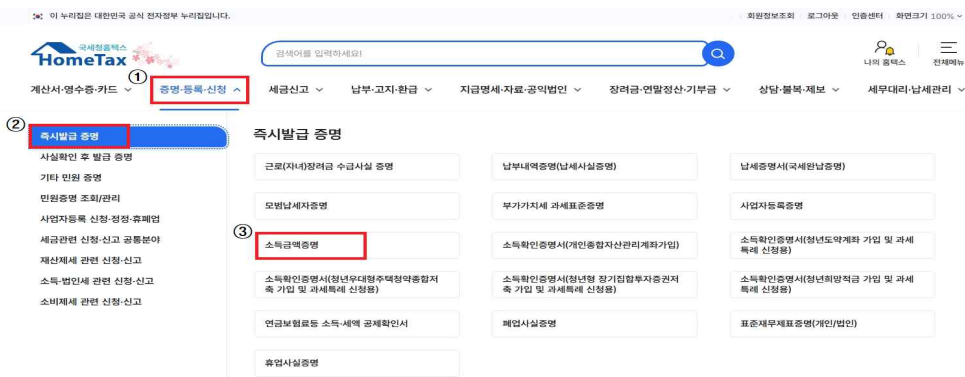 이 누리집은 대한민국 공식 전자정부 누리집입니다.
회원정보조회 로그아웃 인증센터 화면크기 100%
국세청홈택스
HomeTax
검색어를 입력하세요!
나의 홈택스
전체메뉴
①
계산서·영수증·카드 증명·등록·신청 세금신고 납부·고지·환급 지급명세·자료·공익법인 장려금·연말정산·기부금 상담·불복·제보 세무대리·납세관리
②
즉시발급 증명
사실확인 후 발급 증명
기타 민원 증명
민원증명 조회/관리
사업자등록 신청·정정·휴폐업
세금관련 신청·신고 공통분야
재산제세 관련 신청·신고
소득·법인세 관련 신청·신고
소비제세 관련 신청·신고
즉시발급 증명
근로(자녀)장려금 수급사실 증명
납부내역증명(납세사실증명)
납세증명서(국세완납증명)
모범납세자증명
부가가치세 과세표준증명
사업자등록증명
③
소득금액증명
소득확인증명서(개인종합자산관리계좌가입)
소득확인증명서(청년도약계좌 가입 및 과세
특례 신청용)
소득확인증명서(청년우대형주택청약종합저
축 가입 및 과세특례 신청용)
소득확인증명서(청년형 장기집합투자증권저
축 가입 및 과세특례 신청용)
소득확인증명서(청년희망적금 가입 및 과세
특례 신청용)
연금보험료등 소득·세액 공제확인서
폐업사실증명
표준재무제표증명(개인/법인)
휴업사실증명